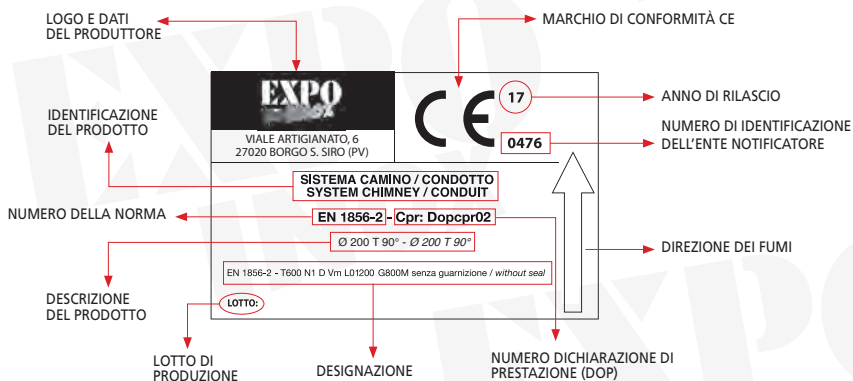 LOGO E DATI
DEL PRODUTTORE
MARCHIO DI CONFORMITÀ CE
EXPO
CE
17
ANNO DI RILASCIO
IDENTIFICAZIONE
DEL PRODOTTO
VIALE ARTIGIANATO, 6
27020 BORGO S. SIRO (PV)
0476
NUMERO DI IDENTIFICAZIONE
DELL'ENTE NOTIFICATORE
SISTEMA CAMINO / CONDOTTO
SYSTEM CHIMNEY / CONDUIT
NUMERO DELLA NORMA
EN 1856-2 - Cpr: Dopcpr02
Ø 200 T 90° - Ø 200 T 90°
DIREZIONE DEI FUMI
EN 1856-2 - T600 N1 D Vm L01200 G800M senza guarnizione / without seal
DESCRIZIONE
DEL PRODOTTO
LOTTO:
LOTTO DI
PRODUZIONE
DESIGNAZIONE
NUMERO DICHIARAZIONE DI
PRESTAZIONE (DOP)
EXPO
INOX
EXPO